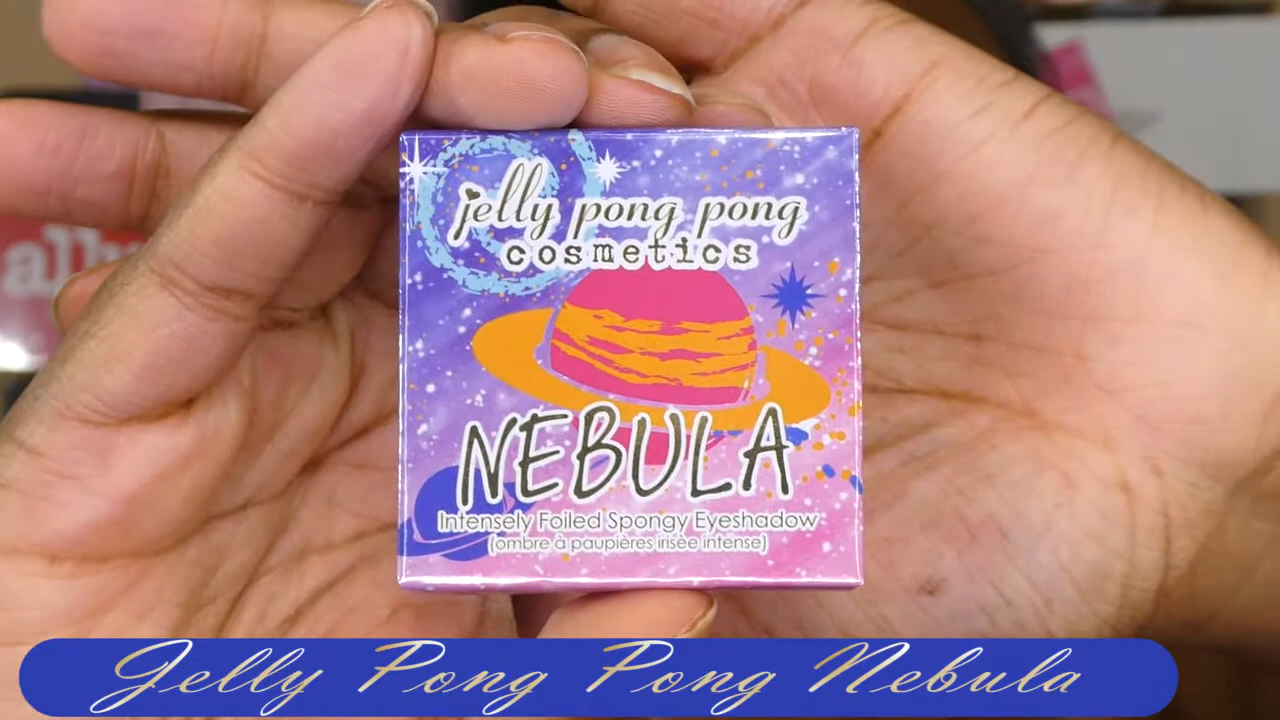 jelly pong pong
cosmetics
NEBULA
Intensely Foiled Spongy Eyeshadow
(ombre à paupières irisée intense)
Jelly Pong Pong Nebula